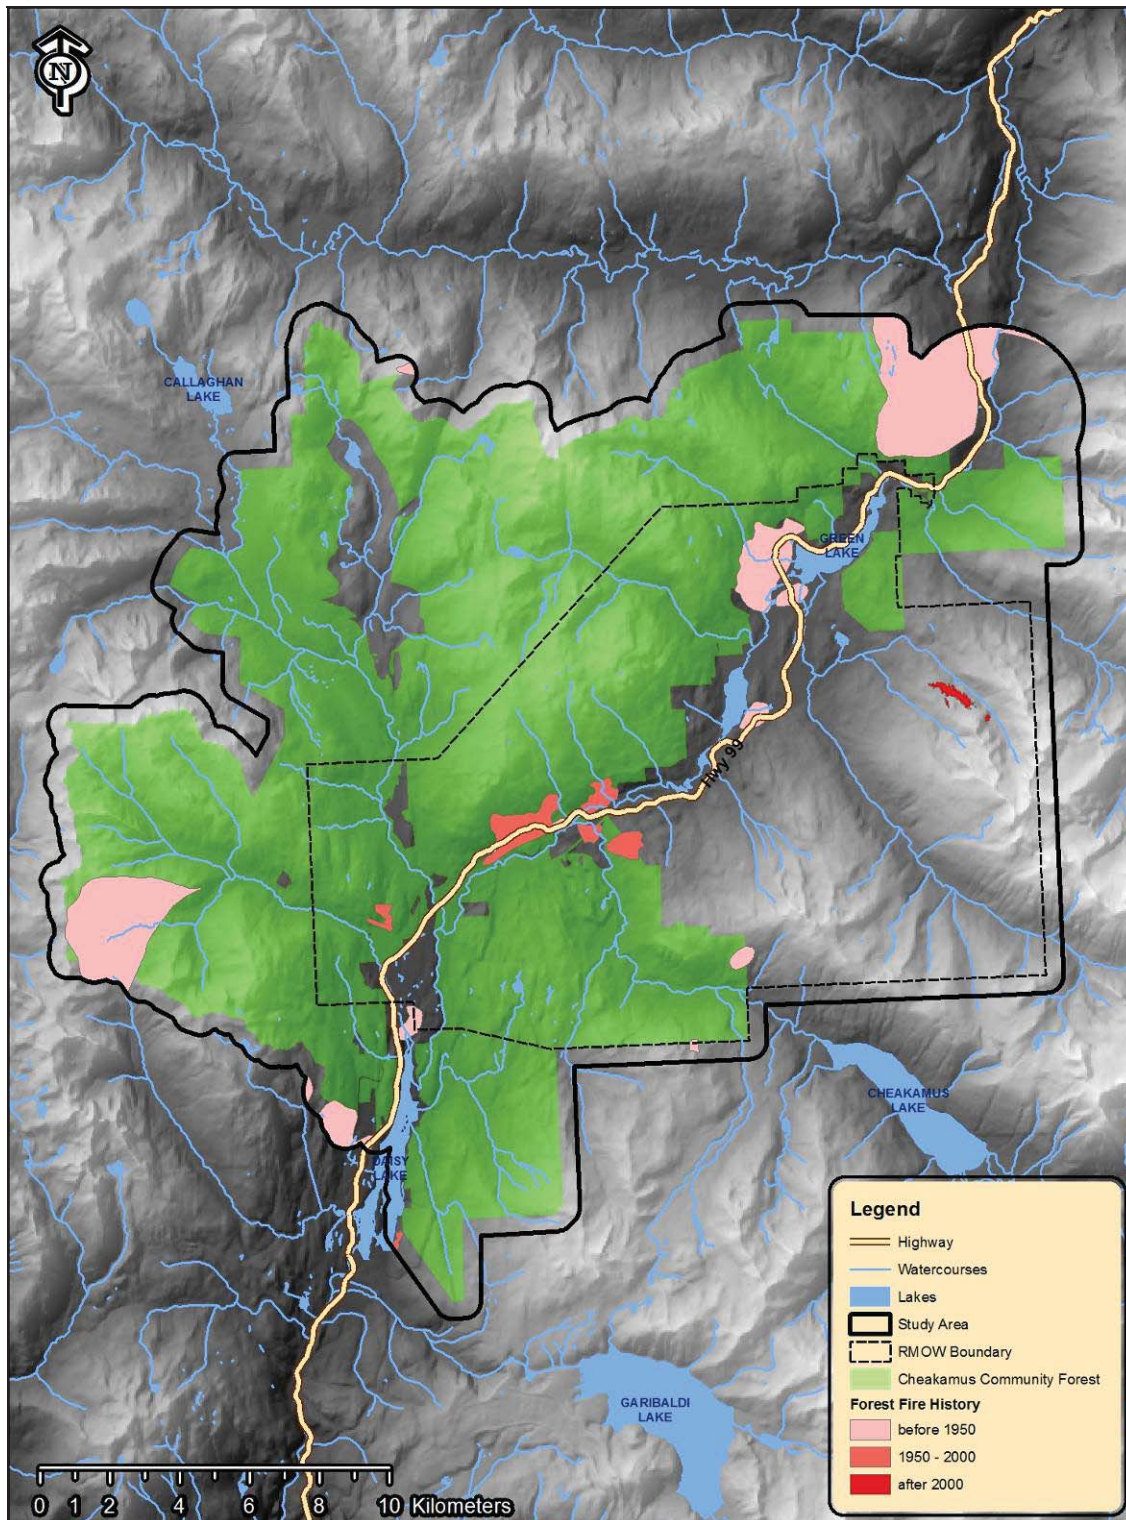 N
CALLAGHAN
LAKE
GREEN
LAKE
Hwy 99
CHEAKAMUS
LAKE
DAISY
LAKE
GARIBALDI
LAKE
Legend
Highway
Watercourses
Lakes
Study Area
RMOW Boundary
Cheakamus Community Forest
Forest Fire History
before 1950
1950 - 2000
after 2000
0 1 2 4 6 8 10 Kilometers